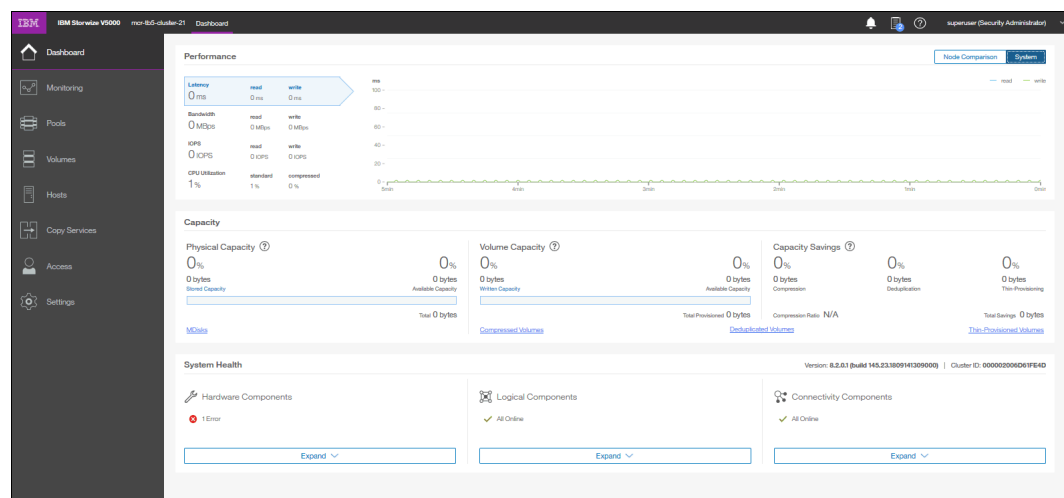 IBM IBM Storwize V5000 mcr-tb5-cluster-21 Dashboard superuser (Security Administrator)
Dashboard
Monitoring
Pools
Volumes
Hosts
Copy Services
Access
Settings
Performance
Node Comparison System
Latency read write
0 ms 0 ms 0 ms
Bandwidth read write
0 MBps 0 MBps 0 MBps
IOPS read write
0 IOPS 0 IOPS 0 IOPS
CPU Utilization standard compressed
1 % 1 % 0 %
ms
read write
100
80
60
40
20
0
5min 4min 3min 2min 1min 0min
Capacity
Physical Capacity ?
0% 0%
0 bytes 0 bytes
Stored Capacity Available Capacity
Total 0 bytes
MDisks
Volume Capacity ?
0% 0%
0 bytes 0 bytes
Written Capacity Available Capacity
Total Provisioned 0 bytes
Compressed Volumes Deduplicated Volumes
Capacity Savings ?
0% 0% 0%
0 bytes 0 bytes 0 bytes
Compression Deduplication Thin-Provisioning
Compression Ratio N/A Total Savings 0 bytes
Thin-Provisioned Volumes
System Health
Version: 8.2.0.1 (build 145.23.1809141309000) | Cluster ID: 000002006D61FE4D
Hardware Components
1 Error
Expand
Logical Components
All Online
Expand
Connectivity Components
All Online
Expand